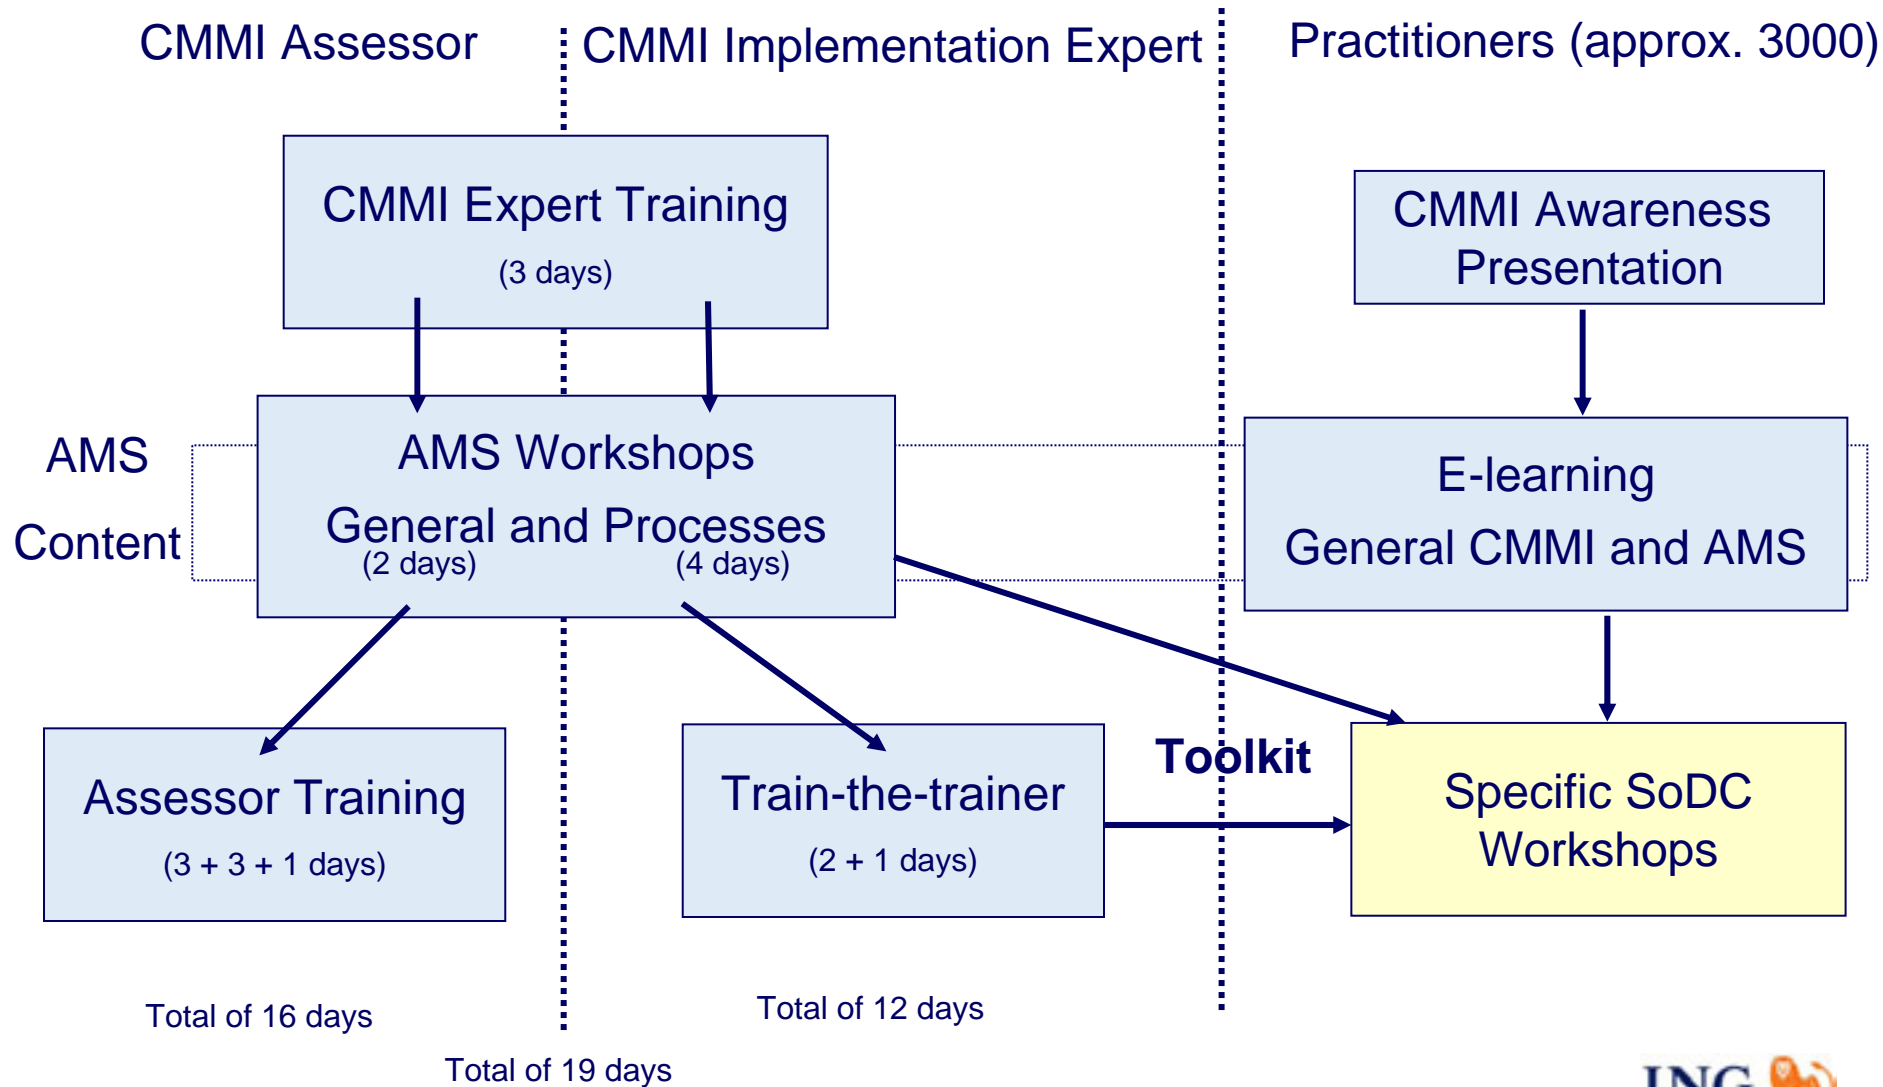 CMMI Assessor
CMMI Implementation Expert
Practitioners (approx. 3000)
CMMI Expert Training
(3 days)
CMMI Awareness
Presentation
AMS
Content
AMS Workshops
General and Processes
(2 days)
(4 days)
E-learning
General CMMI and AMS
Assessor Training
(3 + 3 + 1 days)
Train-the-trainer
(2 + 1 days)
Toolkit
Specific SoDC
Workshops
Total of 16 days
Total of 12 days
Total of 19 days
ING